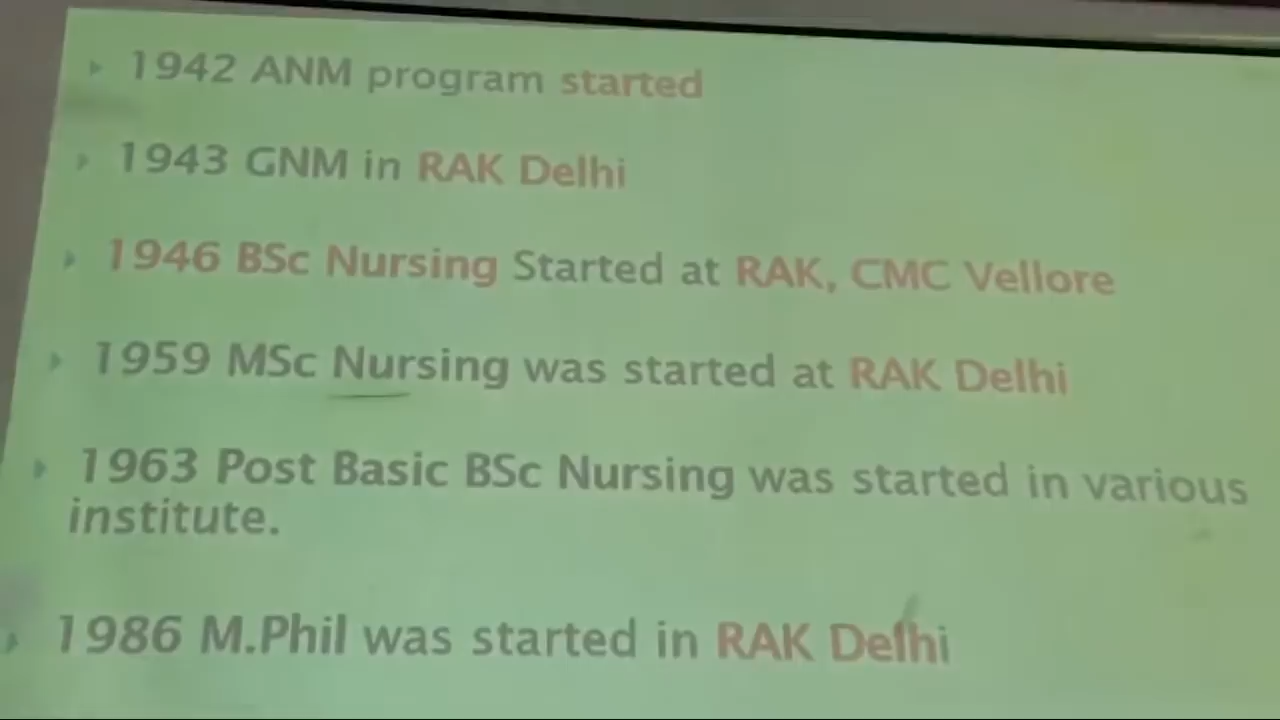 1942 ANM program started
1943 GNM in RAK Delhi
1946 BSc Nursing Started at RAK, CMC Vellore
1959 MSc Nursing was started at RAK Delhi
1963 Post Basic BSc Nursing was started in various
institute.
1986 M.Phil was started in RAK Delhi